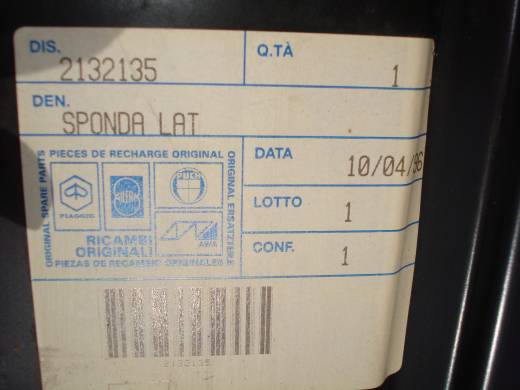 DIS.
2132135
Q.TÀ
1
DEN.
SPONDA LAT
PIECES DE RECHARGE ORIGINAL
ORIGINAL SPARE PARTS
PIAGGIO
GILERA
PUCH
ORIGINAL ERSATZTEILE
RICAMBI
ORIGINALI
PIEZAS DE RECAMBIO ORIGINALES
DATA
10/04/96
LOTTO
1
CONF.
1
2132135